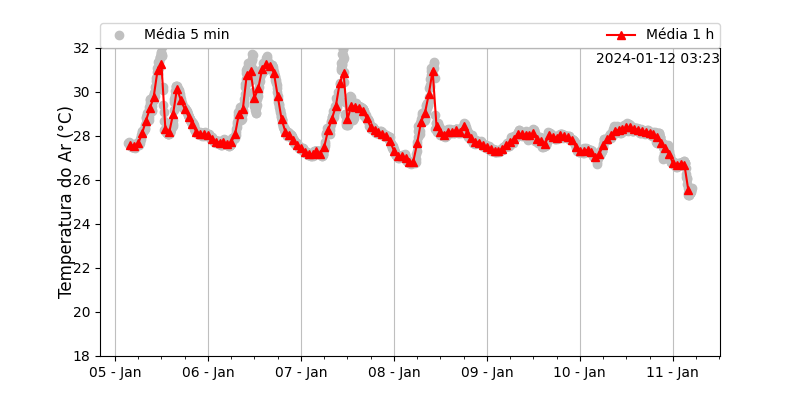 Média 5 min
Média 1 h
2024-01-12 03:23
Temperatura do Ar (°C)
32
30
28
26
24
22
20
18
05 - Jan
06 - Jan
07 - Jan
08 - Jan
09 - Jan
10 - Jan
11 - Jan